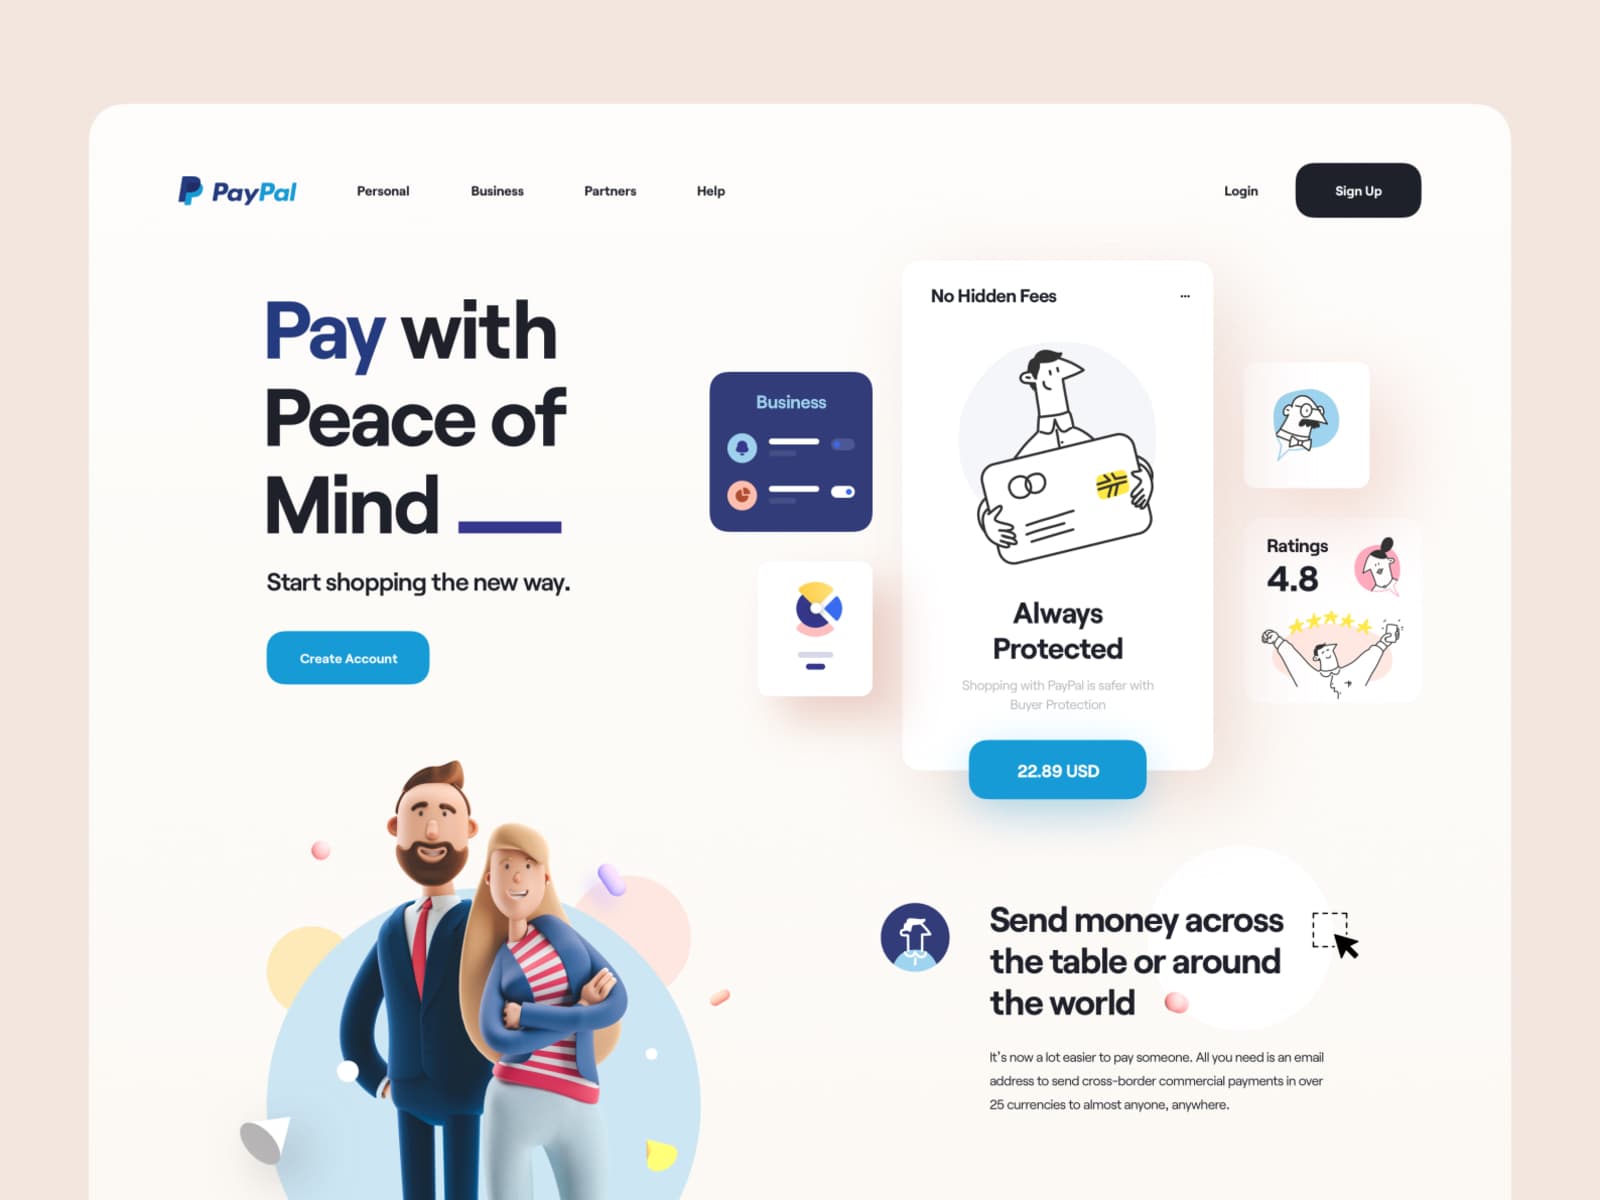 PayPal
Personal
Business
Partners
Help
Login
Sign Up
Pay with
Peace of
Mind
Start shopping the new way.
Create Account
Business
No Hidden Fees
...
Always
Protected
Shopping with PayPal is safer with
Buyer Protection
22.89 USD
Ratings
4.8
Send money across
the table or around
the world
It's now a lot easier to pay someone. All you need is an email
address to send cross-border commercial payments in over
25 currencies to almost anyone, anywhere.